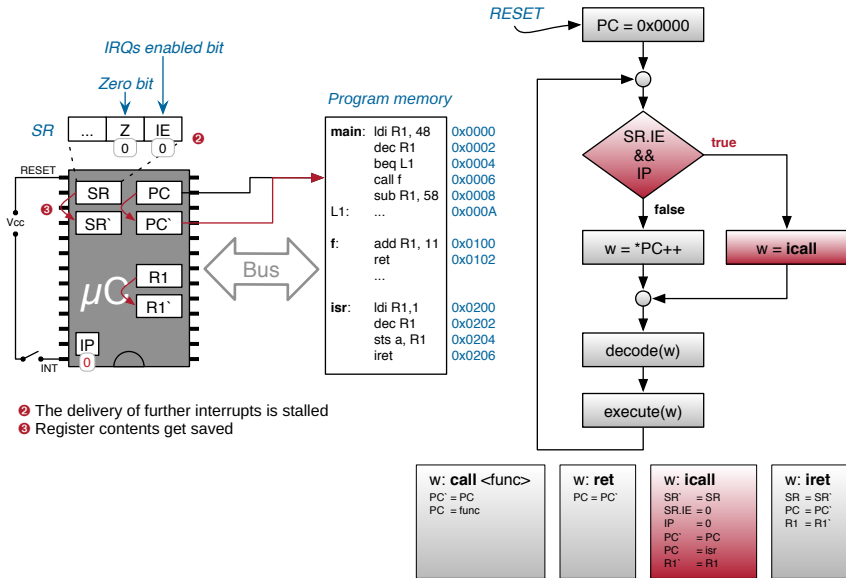 IRQs enabled bit
Zero bit
SR
... Z IE
0 0
❷
RESET
Vcc
❸
SR PC
SR` PC`
R1
R1`
µC
IP
0
INT
Bus
Program memory
main: ldi R1, 48 0x0000
dec R1 0x0002
beq L1 0x0004
call f 0x0006
sub R1, 58 0x0008
L1: ... 0x000A
f: add R1, 11 0x0100
ret 0x0102
...
isr: ldi R1,1 0x0200
dec R1 0x0202
sts a, R1 0x0204
iret 0x0206
❷ The delivery of further interrupts is stalled
❸ Register contents get saved
RESET
PC = 0x0000
SR.IE
&&
IP
true
false
w = *PC++
w = icall
decode(w)
execute(w)
w: call <func>
PC` = PC
PC = func
w: ret
PC = PC`
w: icall
SR` = SR
SR.IE = 0
IP = 0
PC` = PC
PC = isr
R1` = R1
w: iret
SR = SR`
PC = PC`
R1 = R1`